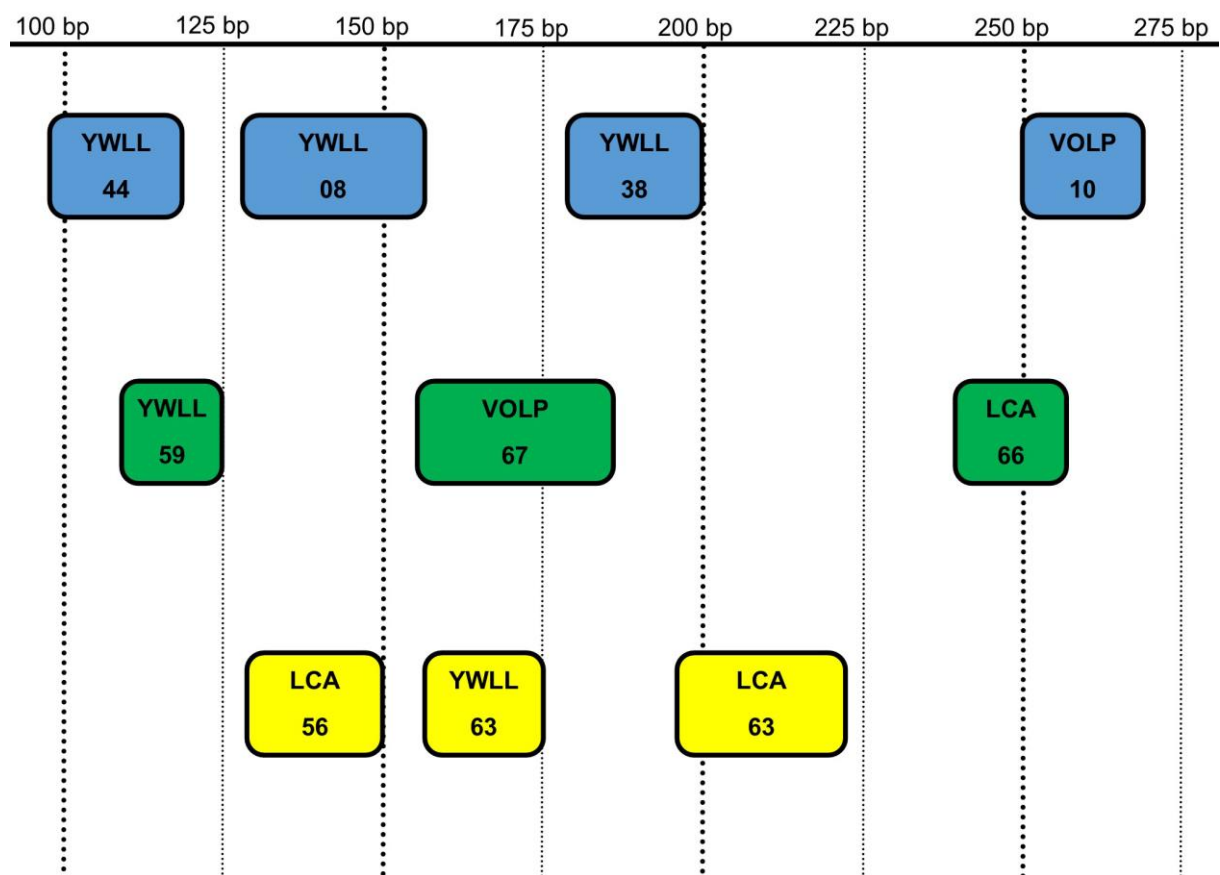 100 bp 125 bp 150 bp 175 bp 200 bp 225 bp 250 bp 275 bp
YWLL YWLL YWLL VOLP
44 08 38 10
YWLL VOLP LCA
59 67 66
LCA YWLL LCA
56 63 63